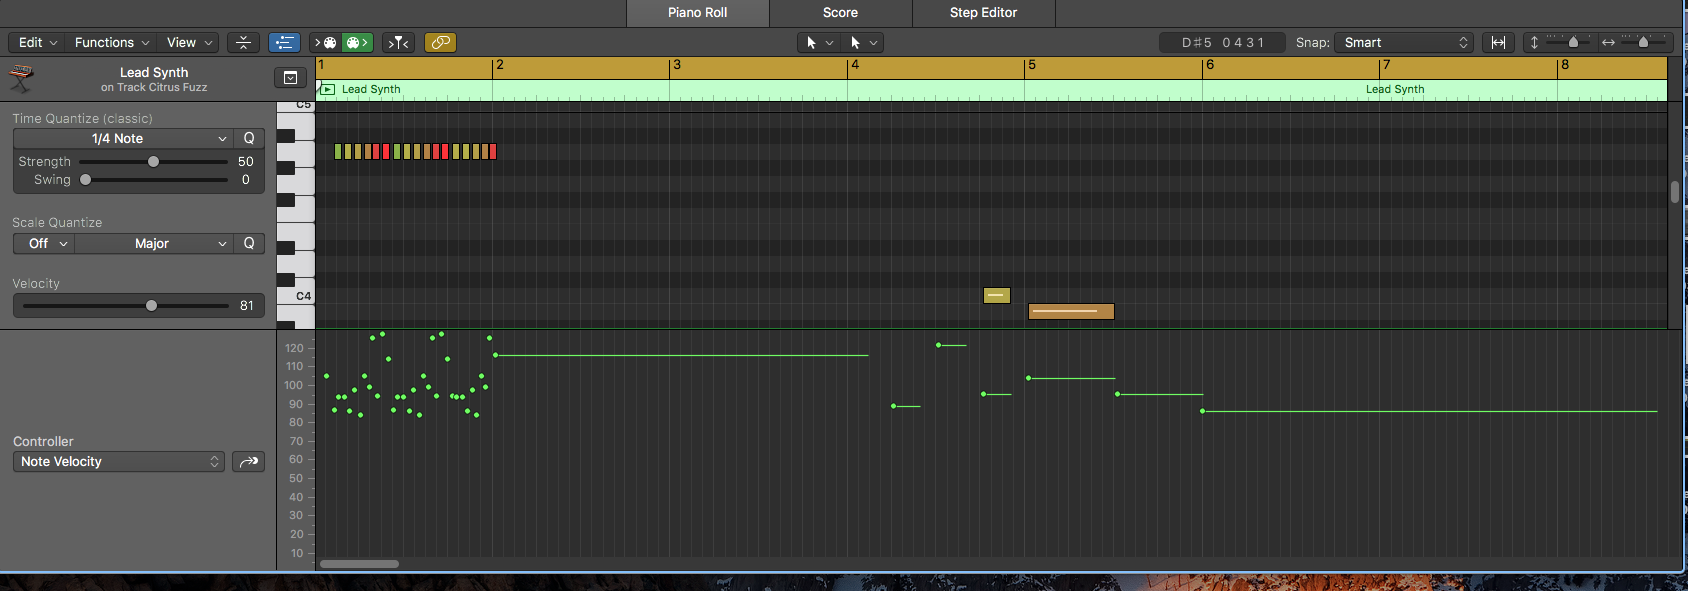 Piano Roll Score Step Editor
Edit Functions View D♯5 0 4 3 1 Snap: Smart
Lead Synth
on Track Citrus Fuzz
1 2 3 4 5 6 7 8
Lead Synth Lead Synth
C5
Time Quantize (classic)
1/4 Note Q
Strength 50
Swing 0
Scale Quantize
Off Major Q
C4
Velocity
81
120
110
100
90
80
70
60
50
40
30
20
10
Controller
Note Velocity